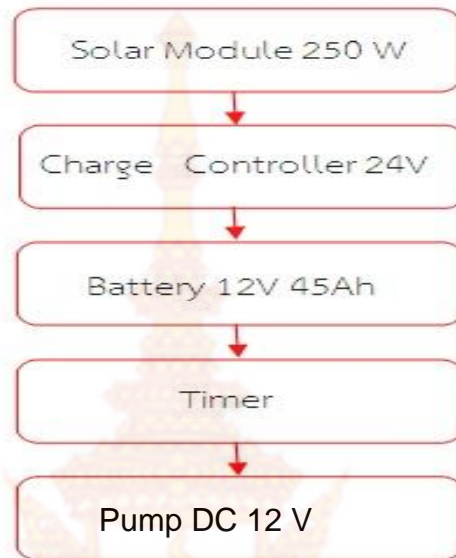 Solar Module 250 W
Charge Controller 24V
Battery 12V 45Ah
Timer
Pump DC 12 V